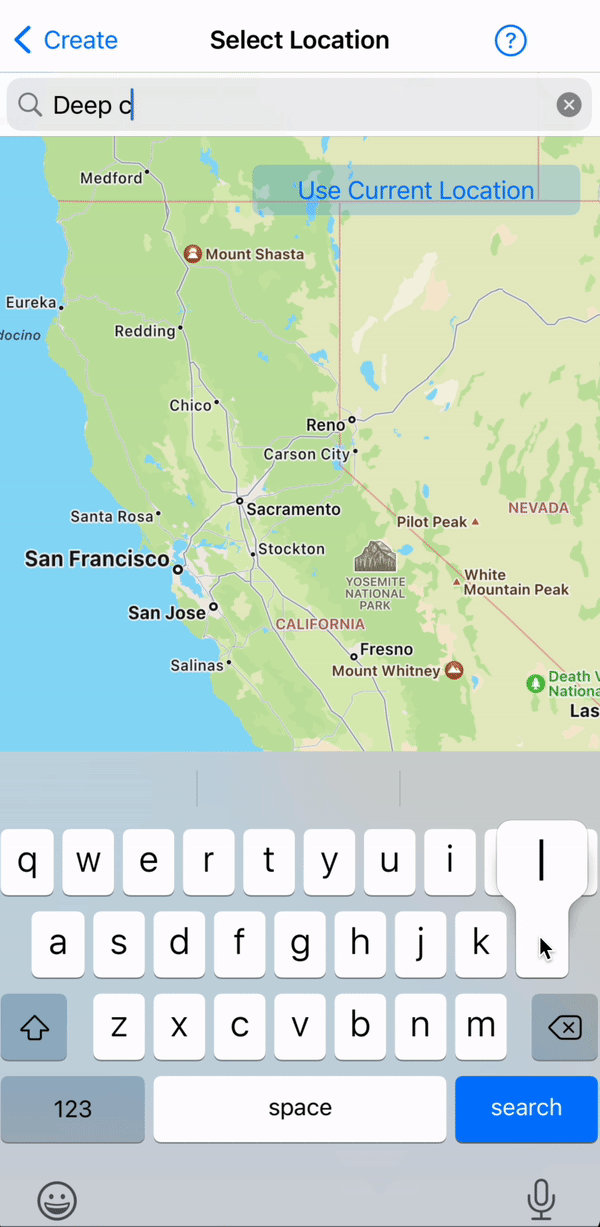 Create
Select Location
?
Deep c
Use Current Location
Medford
Mount Shasta
Eureka
docino
Redding
Chico
Reno
Carson City
Sacramento
Santa Rosa
Pilot Peak
NEVADA
San Francisco
Stockton
YOSEMITE
NATIONAL
PARK
White
Mountain Peak
San Jose
CALIFORNIA
Fresno
Salinas
Mount Whitney
Death V
Nationa
Las
q w e r t y u i
l
a s d f g h j k
z x c v b n m
123
space
search